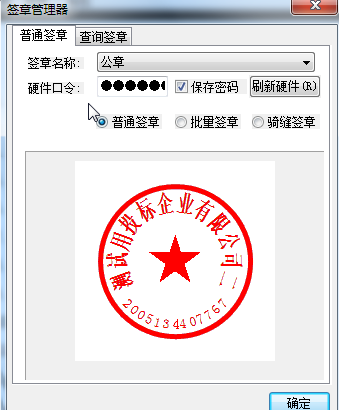 签章管理器
普通签章 查询签章
签章名称: 公章
硬件口令: ●●●●●● 保存密码 刷新硬件(R)
普通签章 批量签章 骑缝签章
测试用投标企业有限公司二二
2005134407767
确定